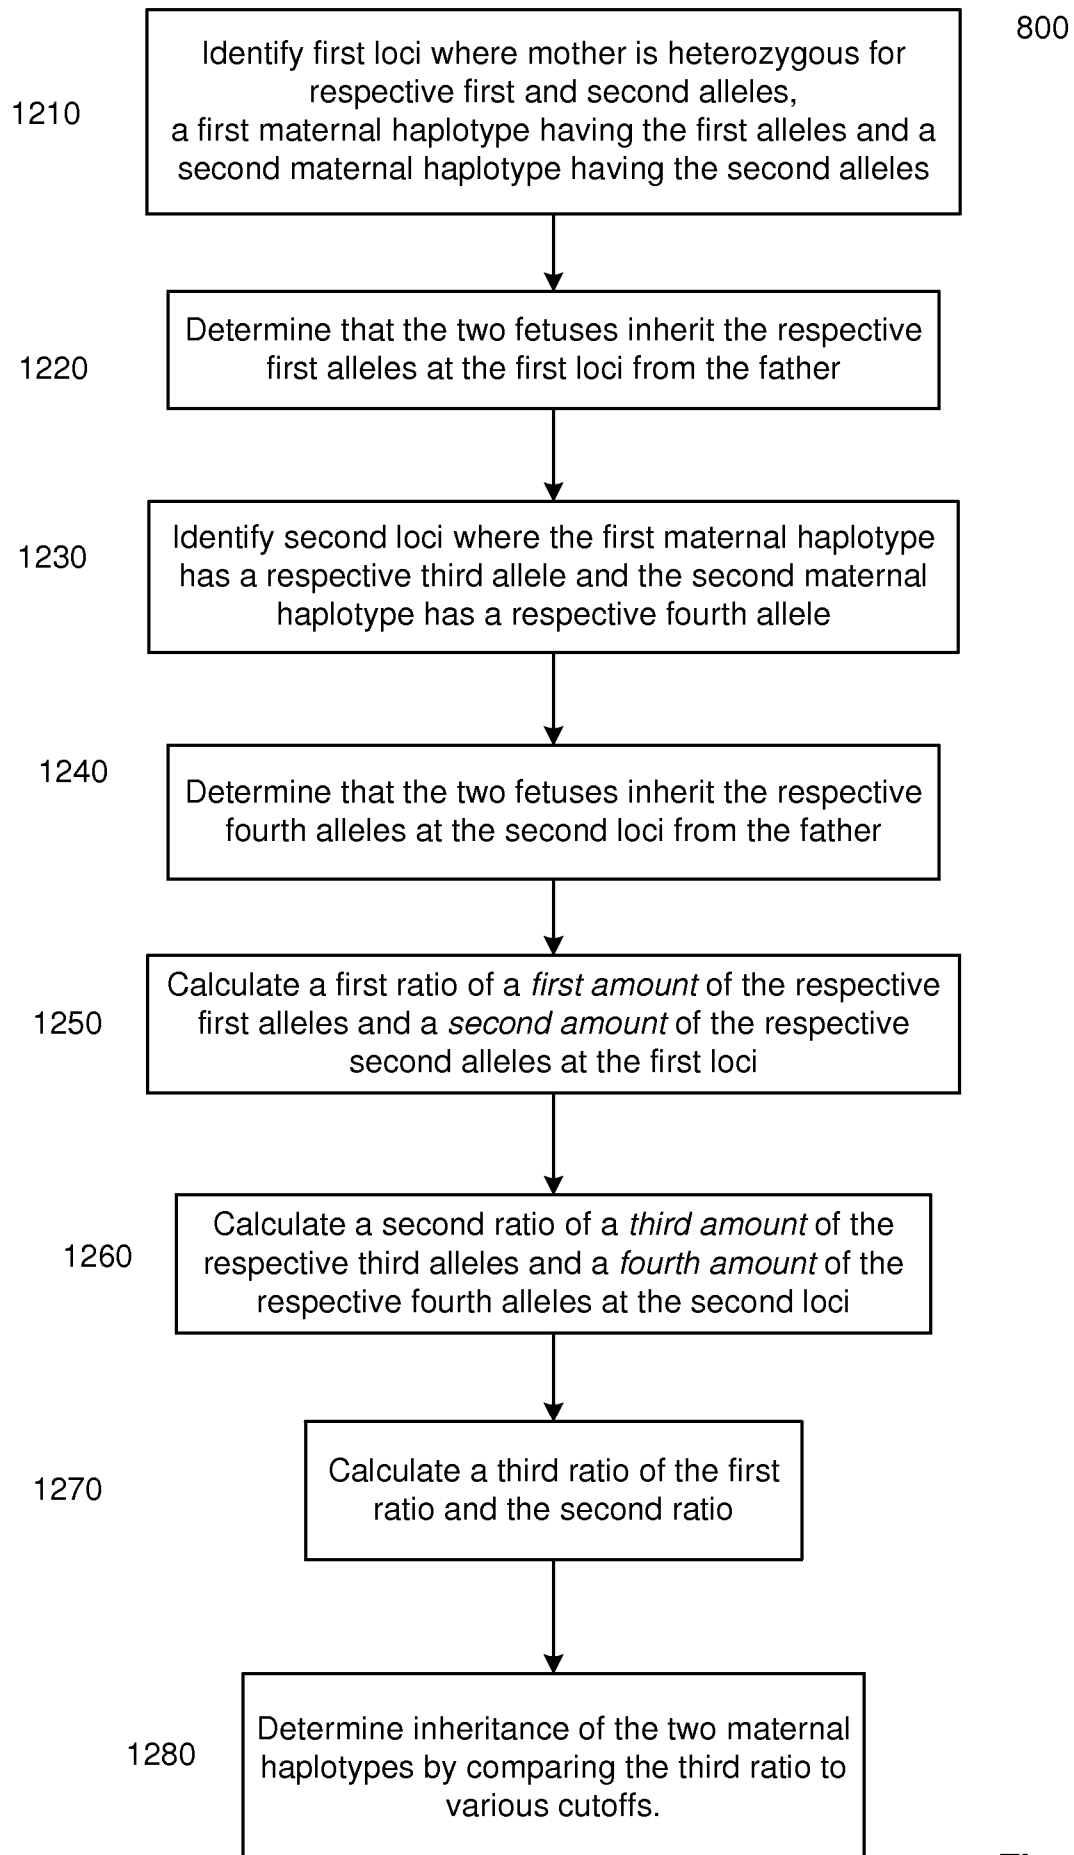 800
1210
Identify first loci where mother is heterozygous for
respective first and second alleles,
a first maternal haplotype having the first alleles and a
second maternal haplotype having the second alleles
1220
Determine that the two fetuses inherit the respective
first alleles at the first loci from the father
1230
Identify second loci where the first maternal haplotype
has a respective third allele and the second maternal
haplotype has a respective fourth allele
1240
Determine that the two fetuses inherit the respective
fourth alleles at the second loci from the father
1250
Calculate a first ratio of a first amount of the respective
first alleles and a second amount of the respective
second alleles at the first loci
1260
Calculate a second ratio of a third amount of the
respective third alleles and a fourth amount of the
respective fourth alleles at the second loci
1270
Calculate a third ratio of the first
ratio and the second ratio
1280
Determine inheritance of the two maternal
haplotypes by comparing the third ratio to
various cutoffs.